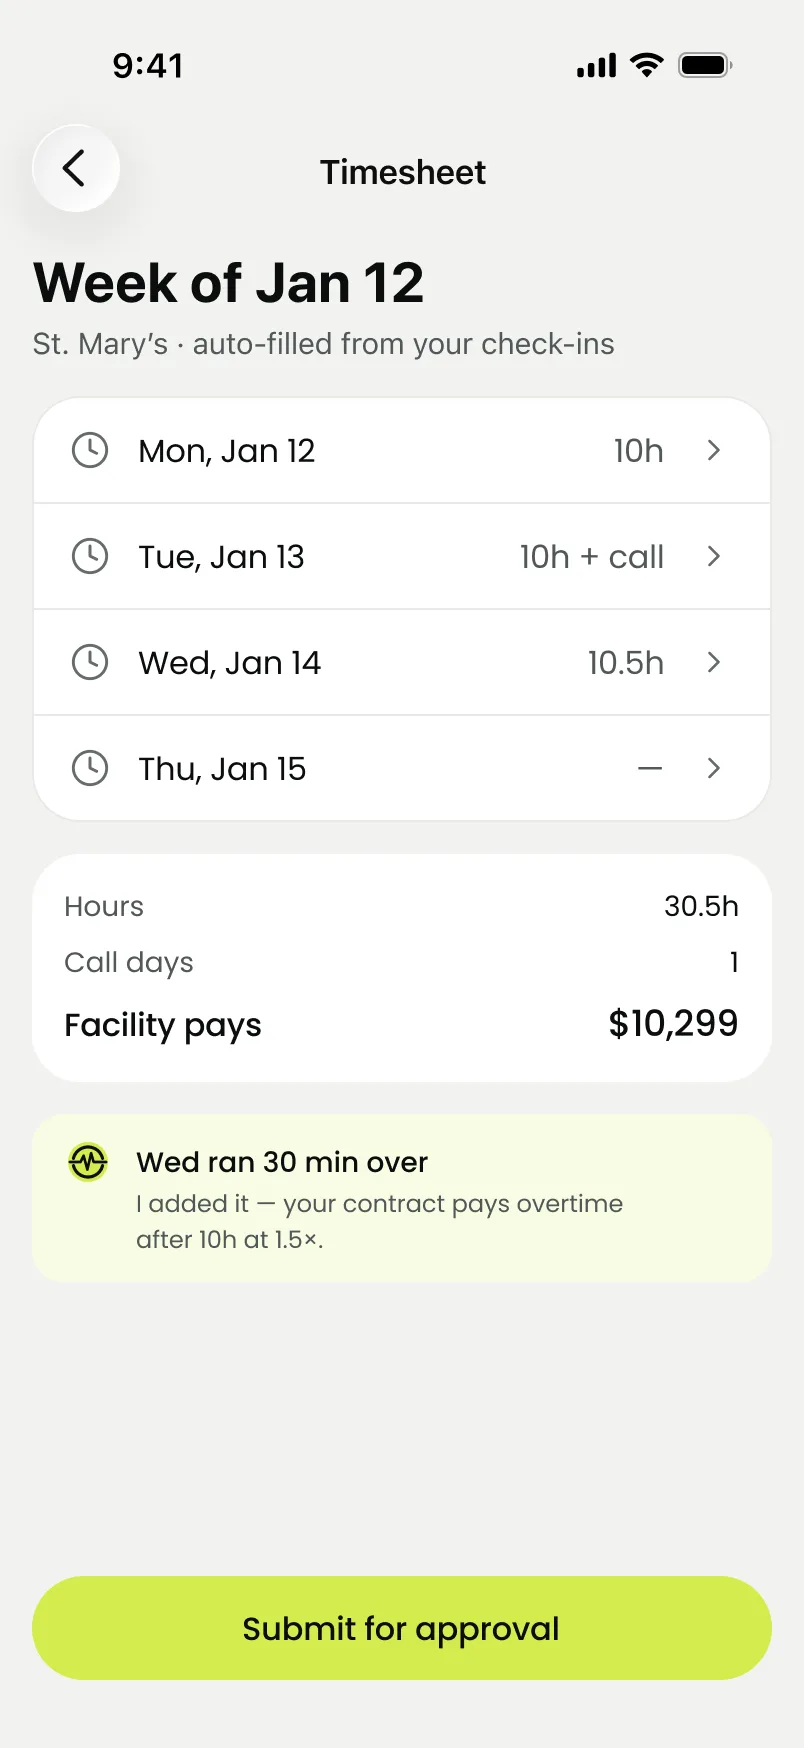 9:41
Timesheet
Week of Jan 12
St. Mary’s · auto-filled from your check-ins
Mon, Jan 12 10h
Tue, Jan 13 10h + call
Wed, Jan 14 10.5h
Thu, Jan 15 —
Hours 30.5h
Call days 1
Facility pays $10,299
Wed ran 30 min over
I added it — your contract pays overtime
after 10h at 1.5×.
Submit for approval